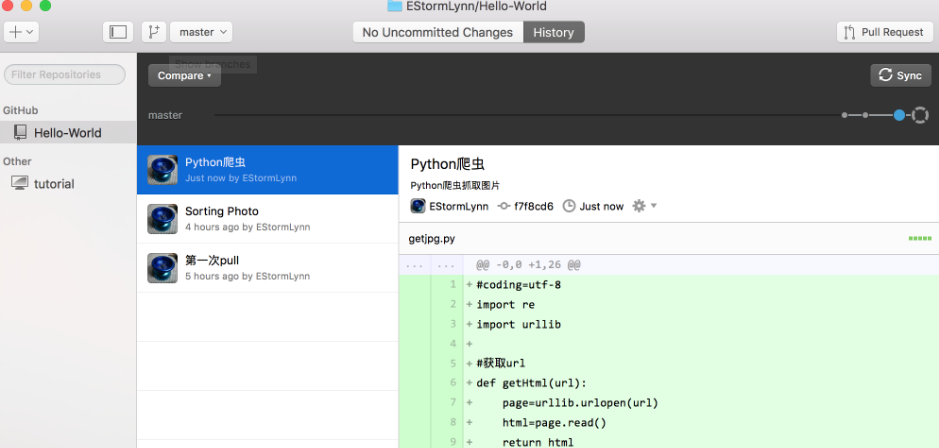 EStormLynn/Hello-World
master
No Uncommitted Changes
History
Pull Request
Filter Repositories
Show branches
Compare
Sync
GitHub
master
Hello-World
Other
tutorial
Python爬虫
Just now by EStormLynn
Sorting Photo
4 hours ago by EStormLynn
第一次pull
5 hours ago by EStormLynn
Python爬虫
Python爬虫抓取图片
EStormLynn f7f8cd6 Just now
getjpg.py
... ... @@ -0,0 +1,26 @@
1 + #coding=utf-8
2 + import re
3 + import urllib
4 +
5 + #获取url
6 + def getHtml(url):
7 + page=urllib.urlopen(url)
8 + html=page.read()
9 + return html